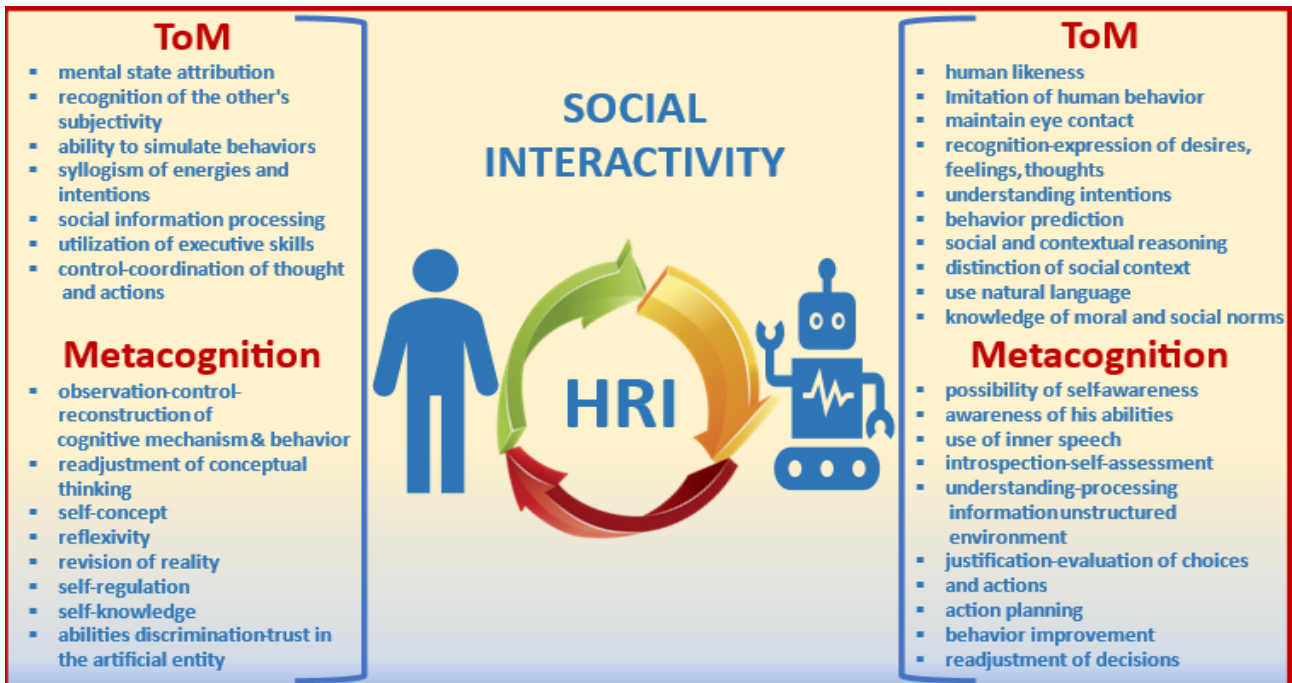 ToM
▪ mental state attribution
▪ recognition of the other's
subjectivity
▪ ability to simulate behaviors
▪ syllogism of energies and
intentions
▪ social information processing
▪ utilization of executive skills
▪ control-coordination of thought
and actions
Metacognition
▪ observation-control-
reconstruction of
cognitive mechanism & behavior
▪ readjustment of conceptual
thinking
▪ self-concept
▪ reflexivity
▪ revision of reality
▪ self-regulation
▪ self-knowledge
▪ abilities discrimination-trust in
the artificial entity
SOCIAL
INTERACTIVITY
HRI
ToM
▪ human likeness
▪ Imitation of human behavior
▪ maintain eye contact
▪ recognition-expression of desires,
feelings, thoughts
▪ understanding intentions
▪ behavior prediction
▪ social and contextual reasoning
▪ distinction of social context
▪ use natural language
▪ knowledge of moral and social norms
Metacognition
▪ possibility of self-awareness
▪ awareness of his abilities
▪ use of inner speech
▪ introspection-self-assessment
▪ understanding-processing
information unstructured
environment
▪ justification-evaluation of choices
▪ and actions
▪ action planning
▪ behavior improvement
▪ readjustment of decisions